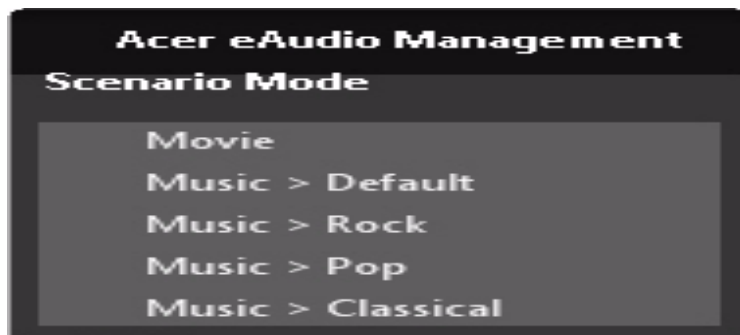 Acer eAudio Management
Scenario Mode
Movie
Music > Default
Music > Rock
Music > Pop
Music > Classical